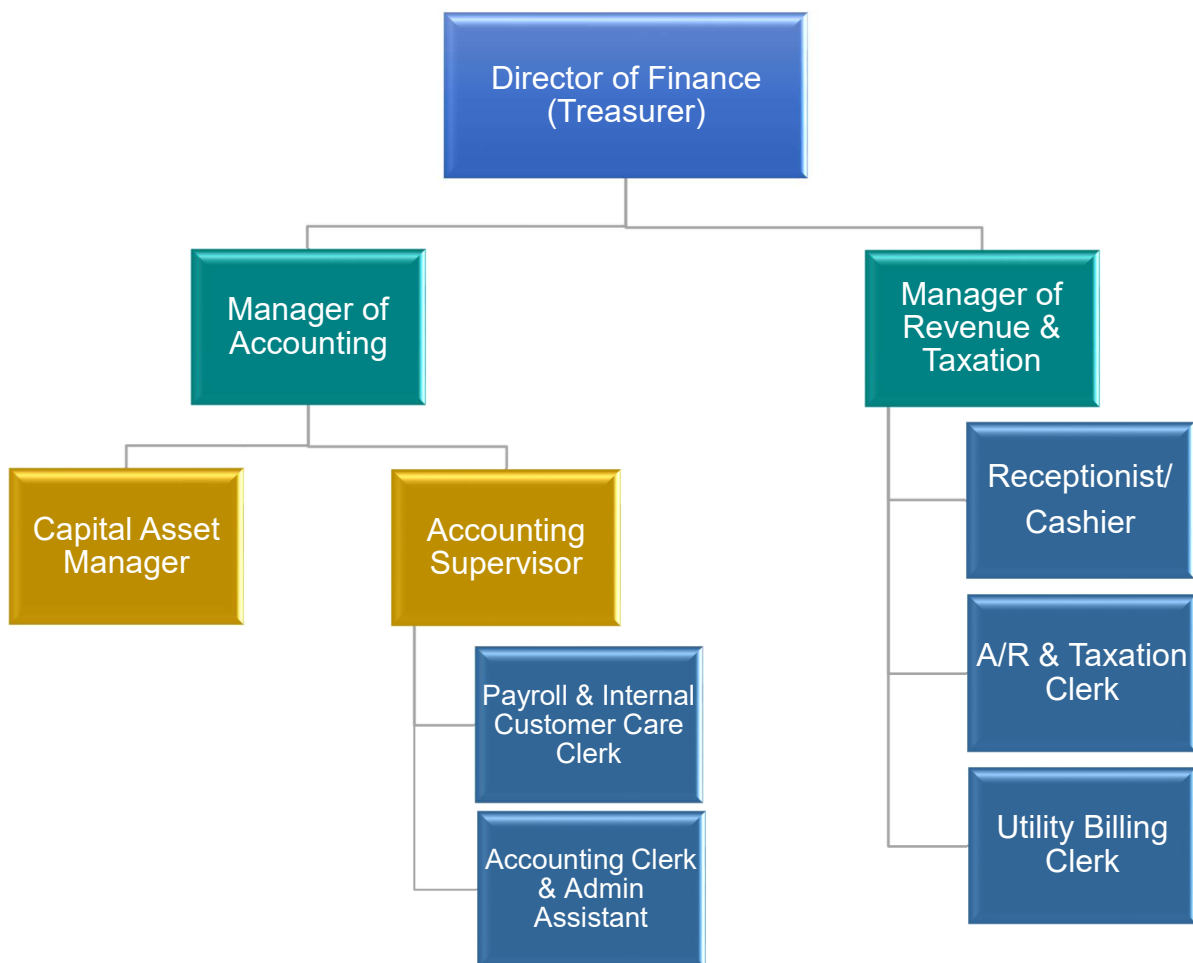 Director of Finance
(Treasurer)
Manager of
Accounting
Manager of
Revenue &
Taxation
Capital Asset
Manager
Accounting
Supervisor
Payroll & Internal
Customer Care
Clerk
Accounting Clerk
& Admin
Assistant
Receptionist/
Cashier
A/R & Taxation
Clerk
Utility Billing
Clerk